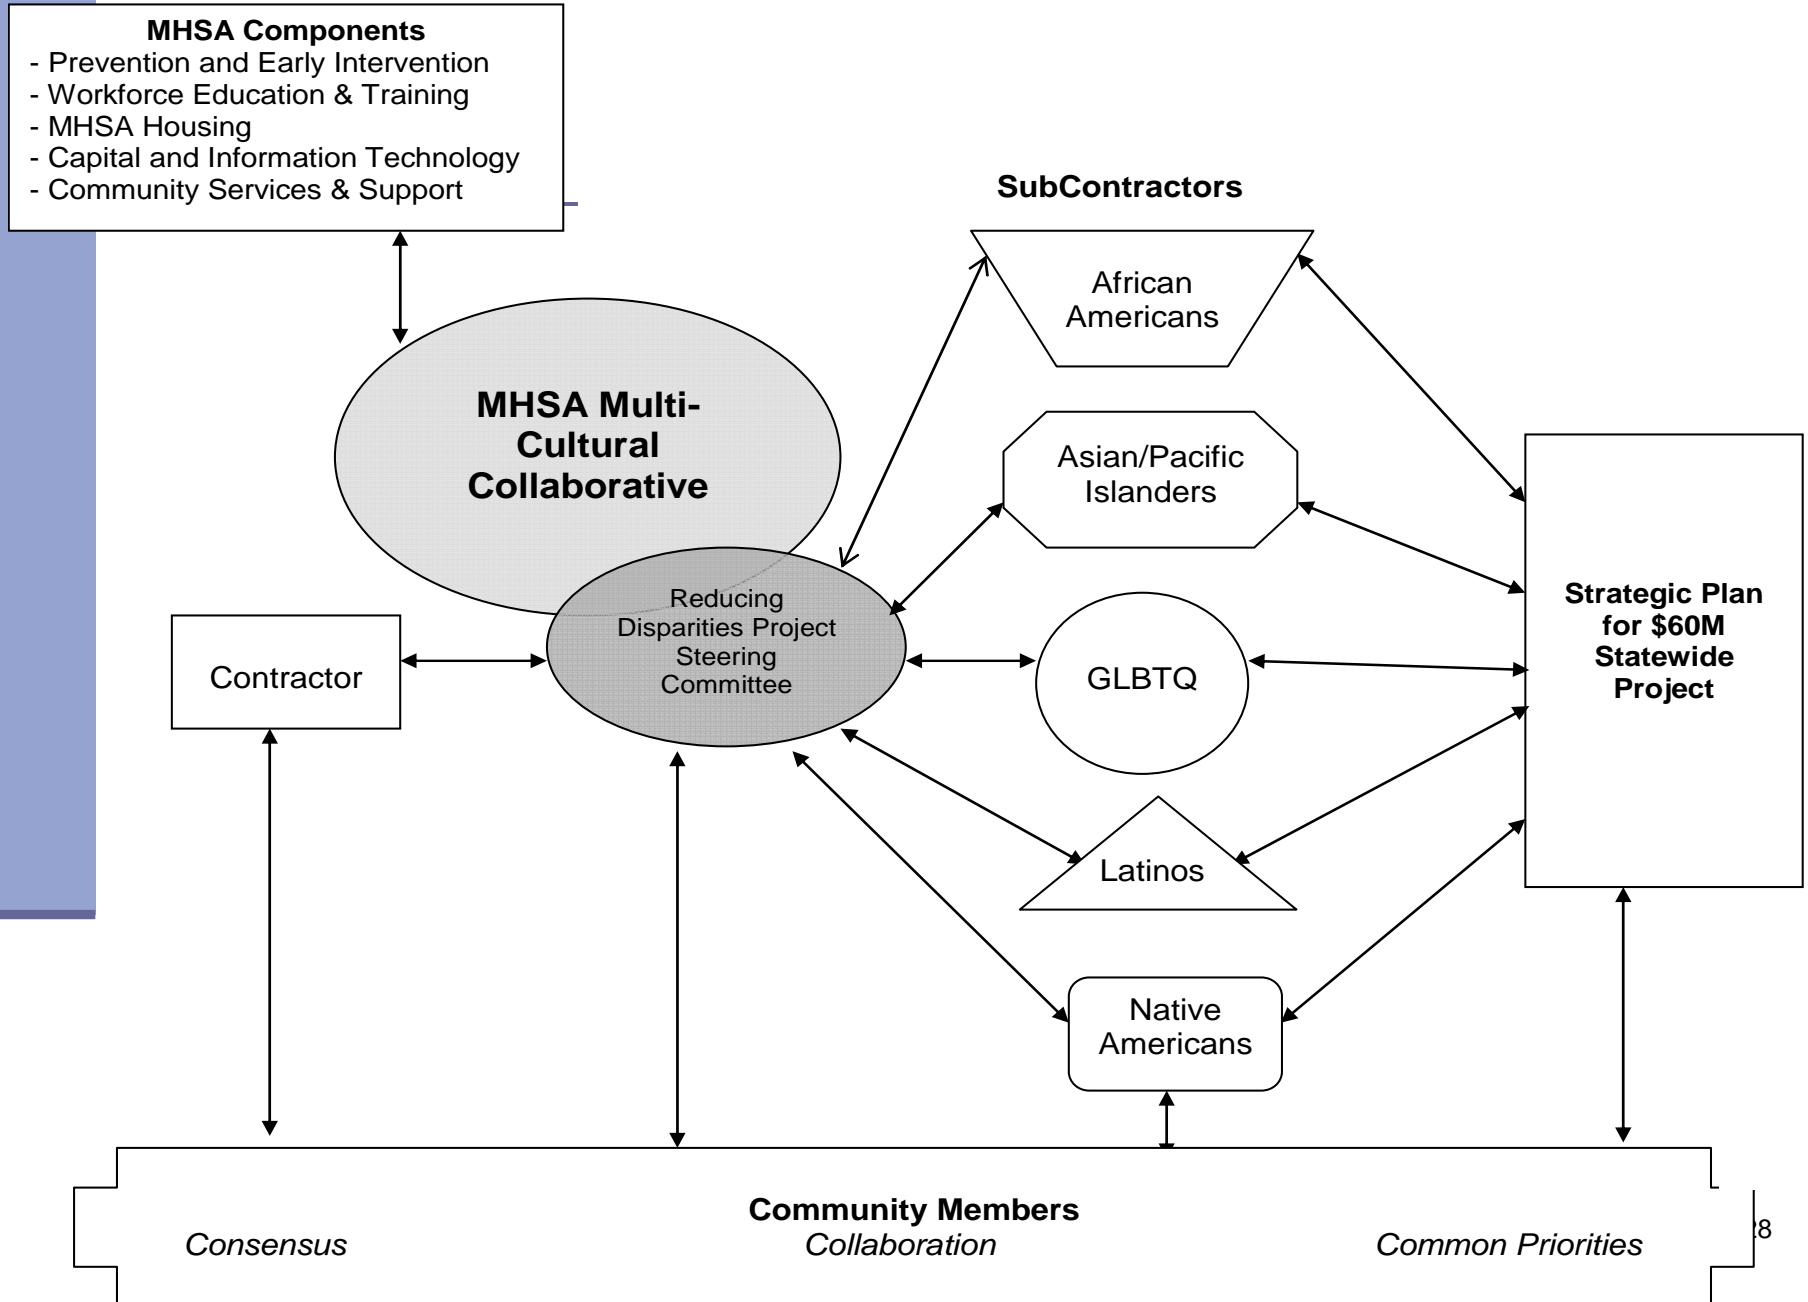 MHSA Components
- Prevention and Early Intervention
- Workforce Education & Training
- MHSA Housing
- Capital and Information Technology
- Community Services & Support
SubContractors
African
Americans
MHSA Multi-
Cultural
Collaborative
Asian/Pacific
Islanders
Reducing
Disparities Project
Steering
Committee
Contractor
GLBTQ
Strategic Plan
for $60M
Statewide
Project
Latinos
Native
Americans
Community Members
Consensus
Collaboration
Common Priorities